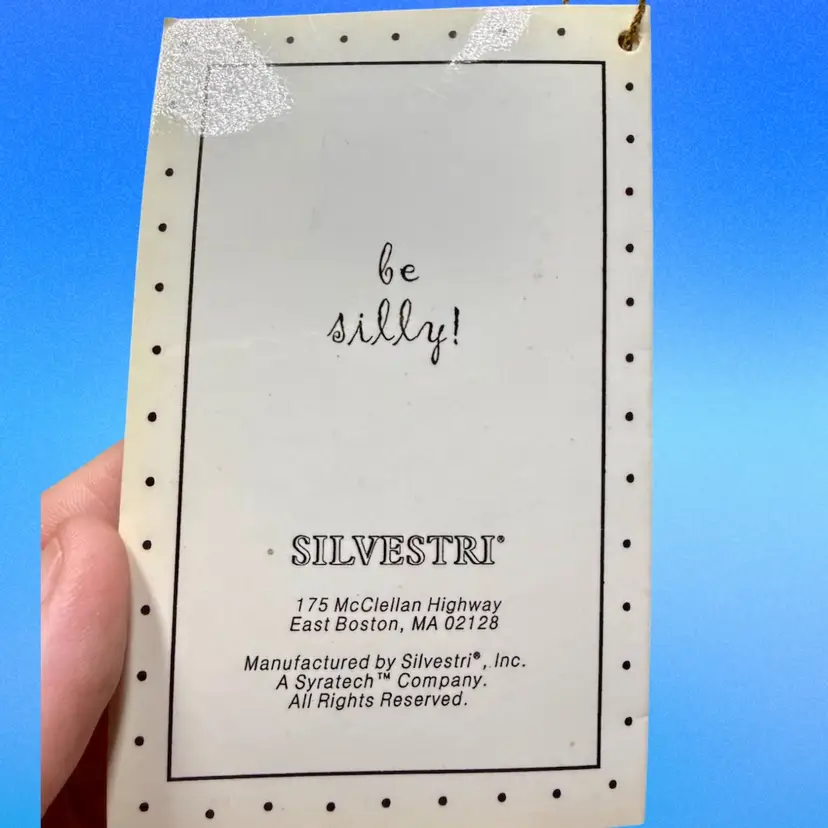 be
silly!
SILVESTRI®
175 McClellan Highway
East Boston, MA 02128
Manufactured by Silvestri®, Inc.
A Syratech™ Company.
All Rights Reserved.